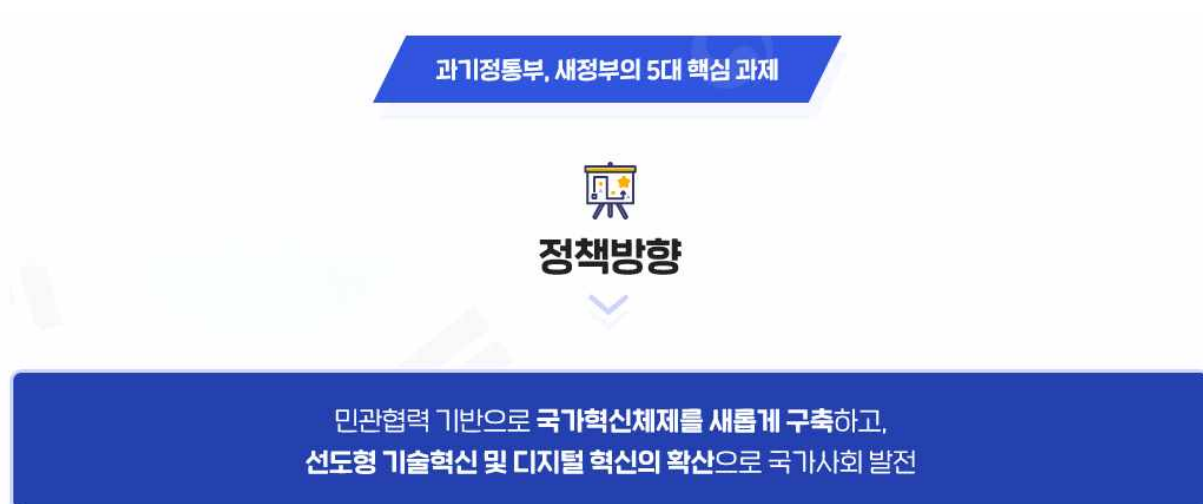 과기정통부, 새정부의 5대 핵심 과제
정책방향
민관협력 기반으로 국가혁신체제를 새롭게 구축하고,
선도형 기술혁신 및 디지털 혁신의 확산으로 국가사회 발전